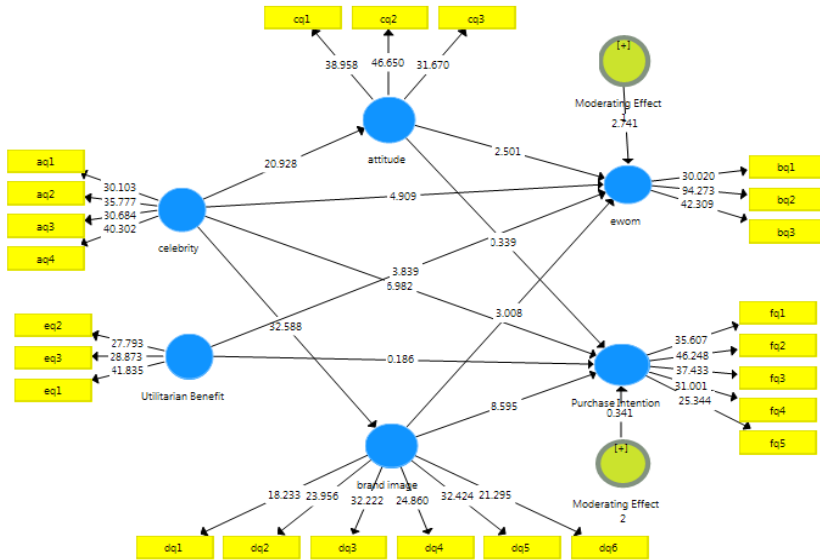 cq1
cq2
cq3
38.958
46.650
31.670
[+]
Moderating Effect
1
2.741
attitude
20.928
2.501
aq1
aq2
aq3
aq4
30.103
35.777
30.684
40.302
celebrity
4.909
ewom
30.020
94.273
42.309
bq1
bq2
bq3
0.339
3.839
6.982
32.588
3.008
eq2
eq3
eq1
27.793
28.873
41.835
Utilitarian Benefit
0.186
8.595
Purchase Intention
35.607
46.248
37.433
31.001
25.344
fq1
fq2
fq3
fq4
fq5
0.341
[+]
Moderating Effect
2
brand image
18.233
23.956
32.222
24.860
32.424
21.295
dq1
dq2
dq3
dq4
dq5
dq6